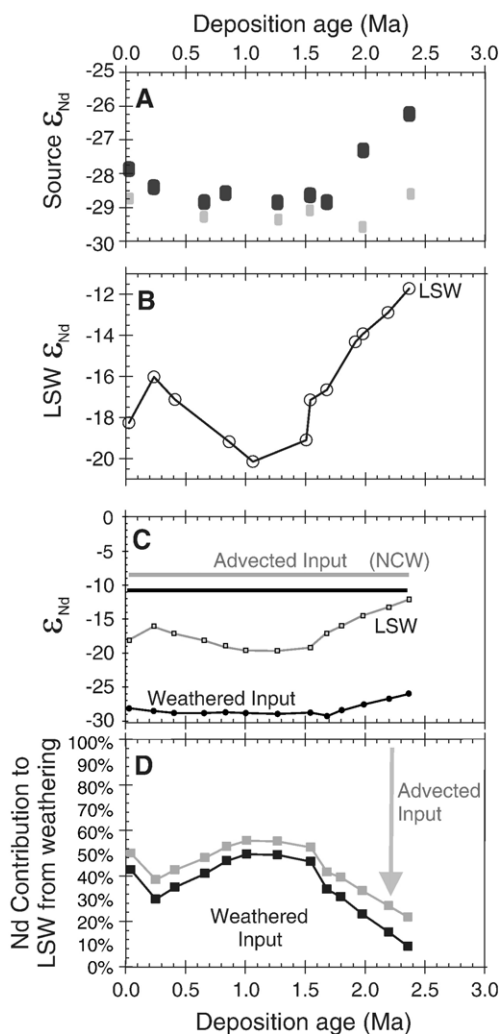 Deposition age (Ma)
0.0 0.5 1.0 1.5 2.0 2.5 3.0
-25
A
-26
-27
-28
-29
-30
Source εNd
B
-12
LSW
-14
-16
-18
-20
LSW εNd
0
C
-5
Advected Input (NCW)
-10
-15
LSW
-20
-25
Weathered Input
-30
εNd
100%
D
90%
80%
70%
Advected
Input
60%
50%
40%
30%
Weathered
Input
20%
10%
0%
Nd Contribution to
LSW from weathering
0.0 0.5 1.0 1.5 2.0 2.5 3.0
Deposition age (Ma)